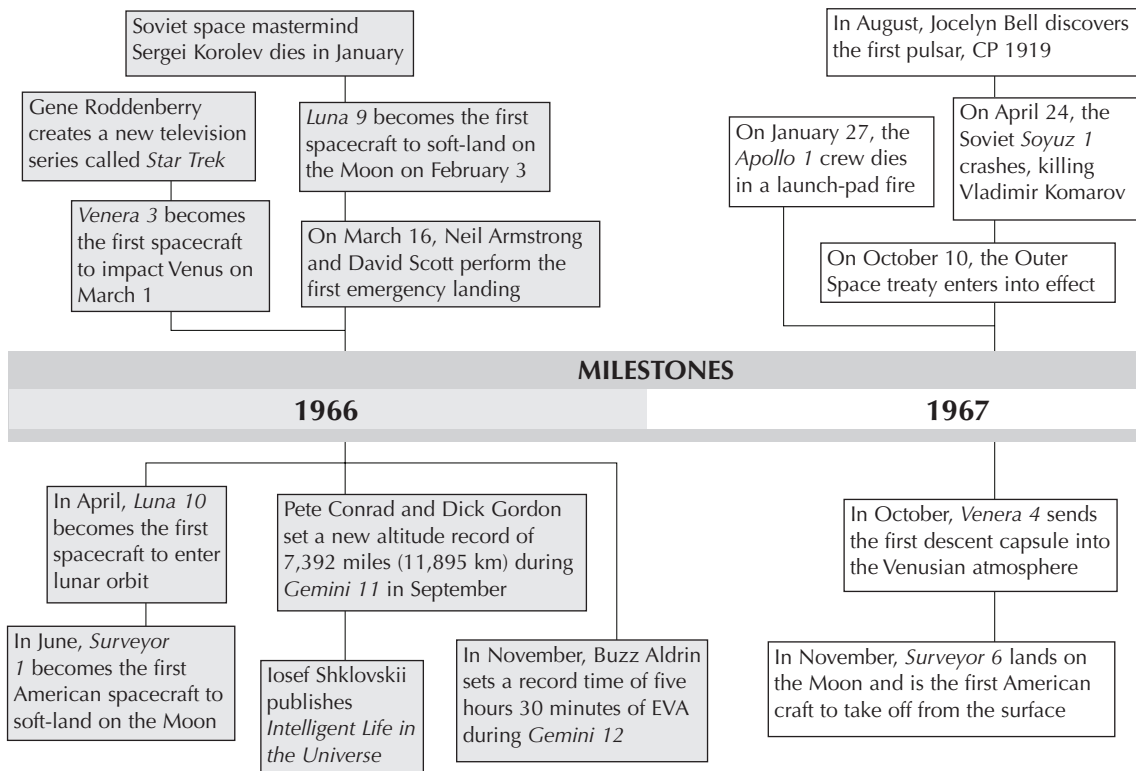 Soviet space mastermind
Sergei Korolev dies in January
Gene Roddenberry
creates a new television
series called Star Trek
Luna 9 becomes the first
spacecraft to soft-land on
the Moon on February 3
Venera 3 becomes
the first spacecraft
to impact Venus on
March 1
On March 16, Neil Armstrong
and David Scott perform the
first emergency landing
In August, Jocelyn Bell discovers
the first pulsar, CP 1919
On January 27, the
Apollo 1 crew dies
in a launch-pad fire
On April 24, the
Soviet Soyuz 1
crashes, killing
Vladimir Komarov
On October 10, the Outer
Space treaty enters into effect
MILESTONES
1966
1967
In April, Luna 10
becomes the first
spacecraft to enter
lunar orbit
In June, Surveyor
1 becomes the first
American spacecraft to
soft-land on the Moon
Pete Conrad and Dick Gordon
set a new altitude record of
7,392 miles (11,895 km) during
Gemini 11 in September
Iosef Shklovskii
publishes
Intelligent Life in
the Universe
In November, Buzz Aldrin
sets a record time of five
hours 30 minutes of EVA
during Gemini 12
In October, Venera 4 sends
the first descent capsule into
the Venusian atmosphere
In November, Surveyor 6 lands on
the Moon and is the first American
craft to take off from the surface